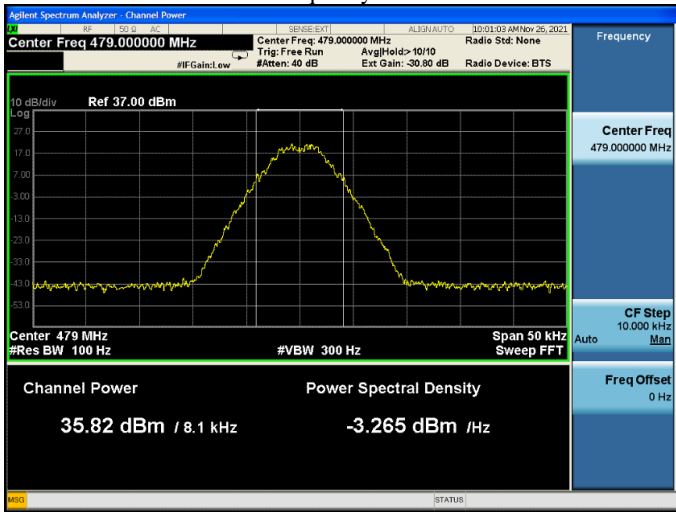 Agilent Spectrum Analyzer - Channel Power
RF 50 Ω AC SENSE:EXT ALIGNAUTO 10:01:03 AMNov 26, 2021
Center Freq 479.000000 MHz
Center Freq: 479.000000 MHz Radio Std: None
Trig: Free Run Avg|Hold:> 10/10
#IFGain:Low #Atten: 40 dB Ext Gain: -30.80 dB Radio Device: BTS
10 dB/div Ref 37.00 dBm
Log
27.0
17.0
7.00
-3.00
-13.0
-23.0
-33.0
-43.0
-53.0
Center 479 MHz Span 50 kHz
#Res BW 100 Hz #VBW 300 Hz Sweep FFT
Channel Power Power Spectral Density
35.82 dBm / 8.1 kHz -3.265 dBm /Hz
Frequency
Center Freq
479.000000 MHz
CF Step
10.000 kHz
Auto Man
Freq Offset
0 Hz
MSG STATUS